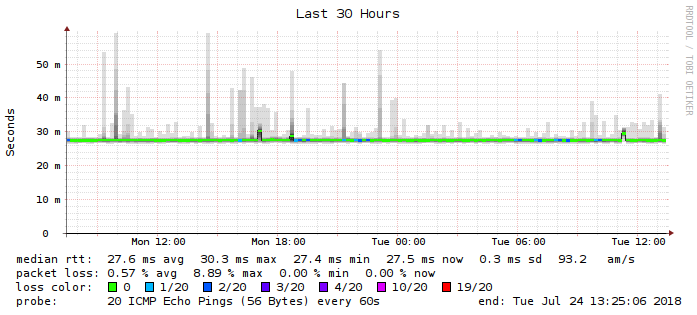 Last 30 Hours
RRDTOOL / TOBI OETIKER
Seconds
50 m
40 m
30 m
20 m
10 m
0
Mon 12:00 Mon 18:00 Tue 00:00 Tue 06:00 Tue 12:00
median rtt: 27.6 ms avg 30.3 ms max 27.4 ms min 27.5 ms now 0.3 ms sd 93.2 am/s
packet loss: 0.57 % avg 8.89 % max 0.00 % min 0.00 % now
loss color: 0 1/20 2/20 3/20 4/20 10/20 19/20
probe: 20 ICMP Echo Pings (56 Bytes) every 60s end: Tue Jul 24 13:25:06 2018